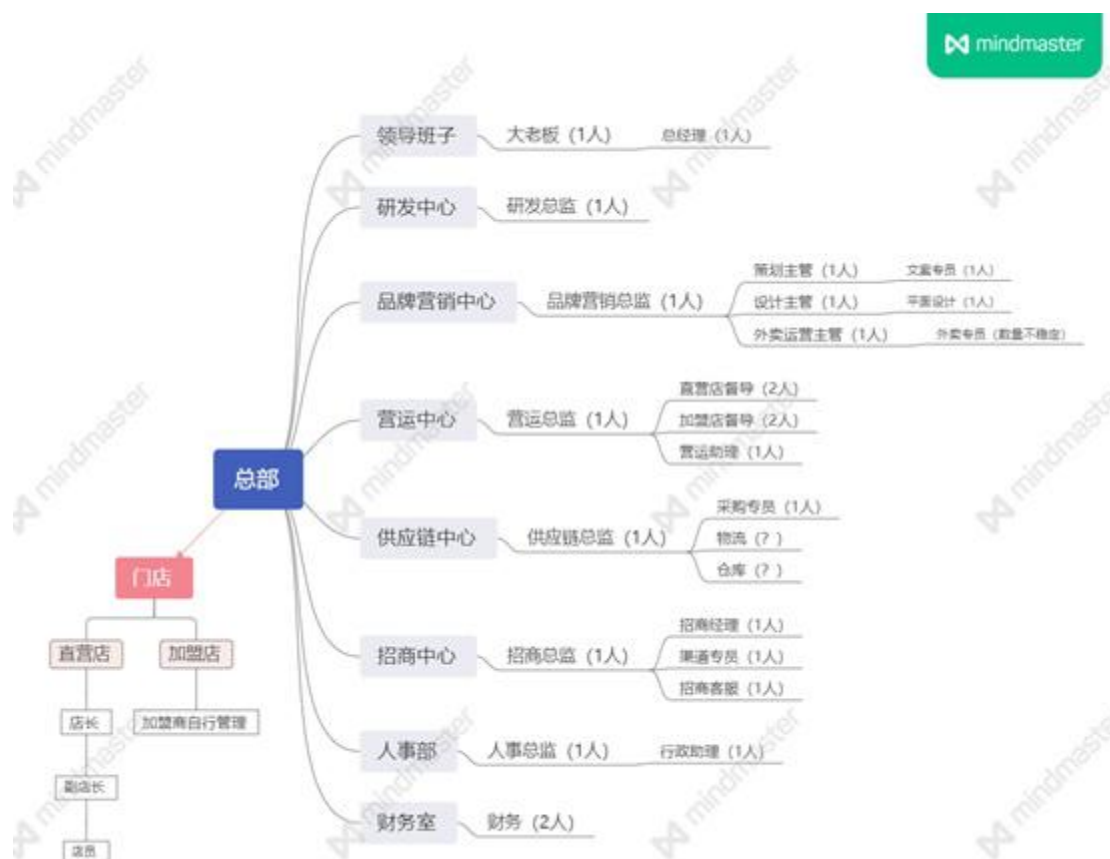 mindmaster
领导班子
大老板（1人）
总经理（1人）
研发中心
研发总监（1人）
品牌营销中心
品牌营销总监（1人）
策划主管（1人）
文案专员（1人）
设计主管（1人）
平面设计（1人）
外卖运营主管（1人）
外卖专员（数量不稳定）
营运中心
营运总监（1人）
直营店督导（2人）
加盟店督导（2人）
营运助理（1人）
总部
供应链中心
供应链总监（1人）
采购专员（1人）
物流（？）
仓库（？）
招商中心
招商总监（1人）
招商经理（1人）
渠道专员（1人）
招商客服（1人）
人事部
人事总监（1人）
行政助理（1人）
财务室
财务（2人）
门店
直营店
加盟店
店长
加盟商自行管理
副店长
店员